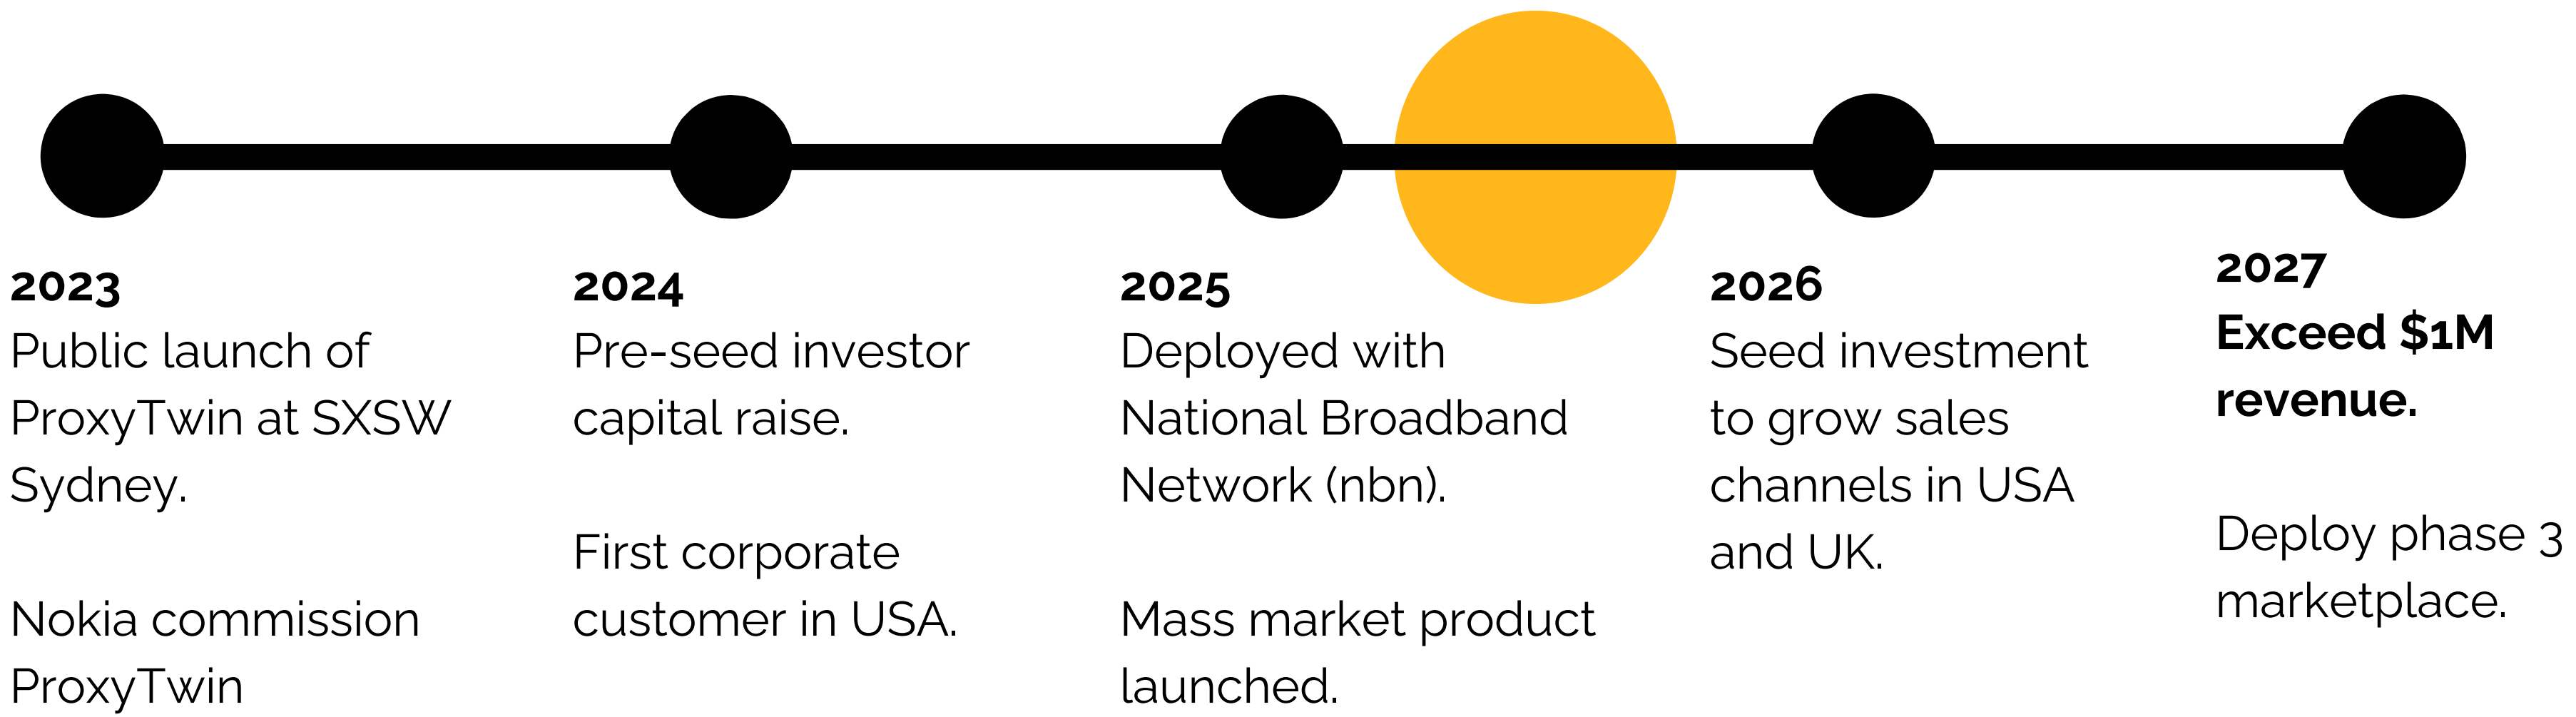 2023
Public launch of
ProxyTwin at SXSW
Sydney.
Nokia commission
ProxyTwin
2024
Pre-seed investor
capital raise.
First corporate
customer in USA.
2025
Deployed with
National Broadband
Network (nbn).
Mass market product
launched.
2026
Seed investment
to grow sales
channels in USA
and UK.
2027
Exceed $1M
revenue.
Deploy phase 3
marketplace.